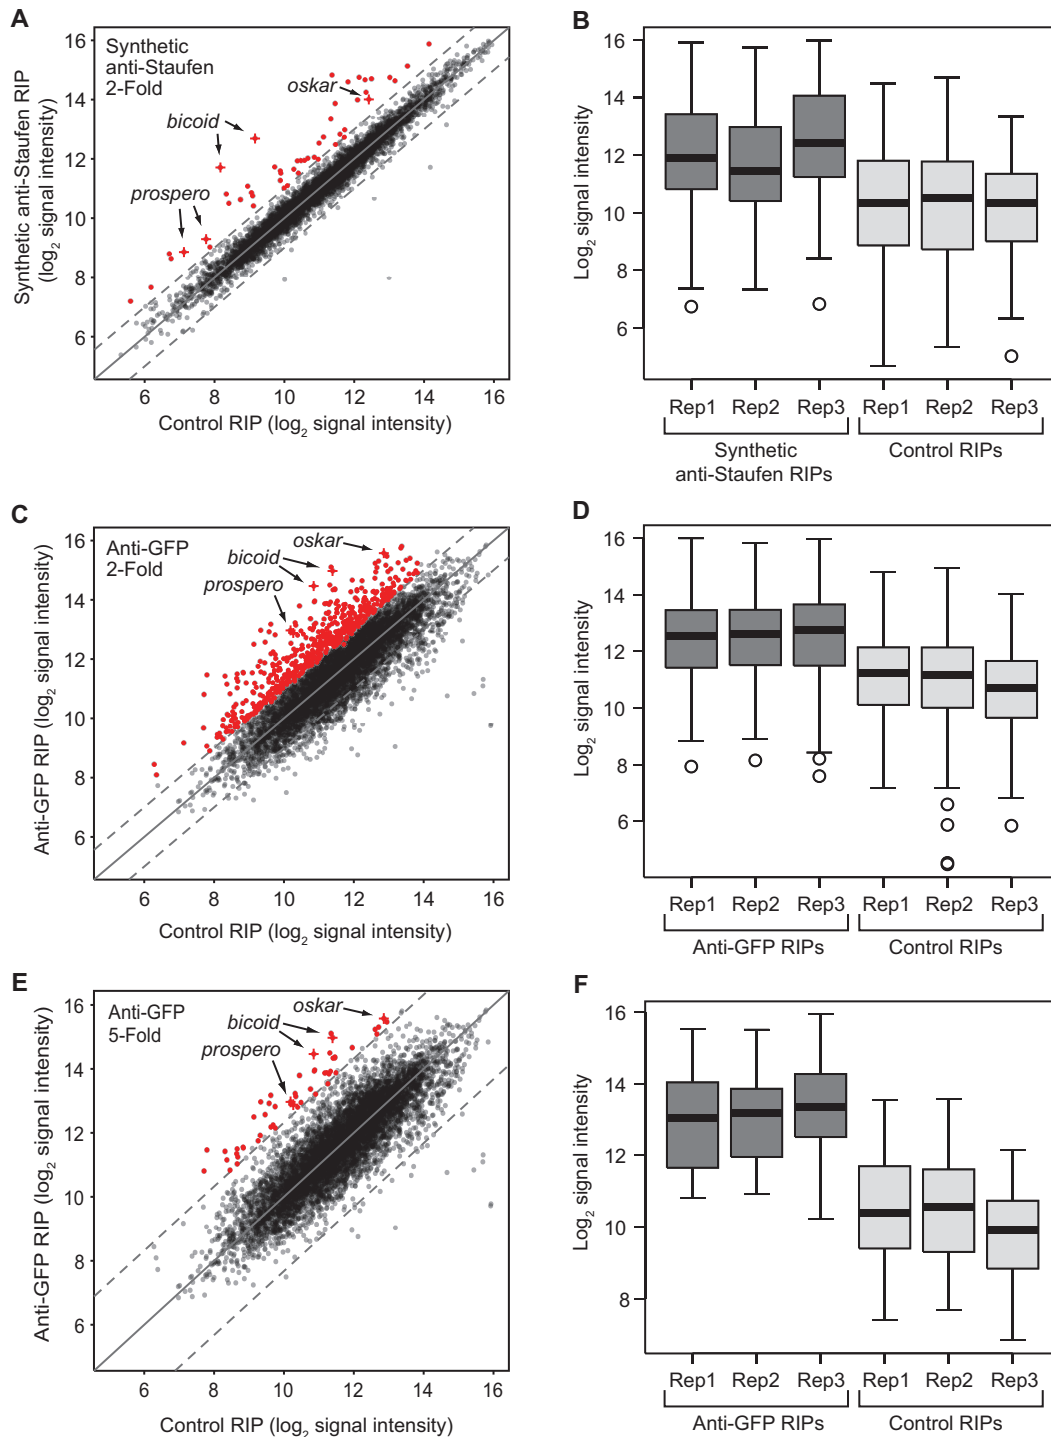 A
Synthetic
anti-Staufen
2-Fold
oskar
bicoid
prospero
16
14
12
10
8
6
Synthetic anti-Staufen RIP
(log2 signal intensity)
6 8 10 12 14 16
Control RIP (log2 signal intensity)
B
16
14
12
10
8
6
Log2 signal intensity
Rep1 Rep2 Rep3 Rep1 Rep2 Rep3
Synthetic
anti-Staufen RIPs
Control RIPs
C
Anti-GFP
2-Fold
oskar
bicoid
prospero
16
14
12
10
8
6
Anti-GFP RIP (log2 signal intensity)
6 8 10 12 14 16
Control RIP (log2 signal intensity)
D
16
14
12
10
8
6
Log2 signal intensity
Rep1 Rep2 Rep3 Rep1 Rep2 Rep3
Anti-GFP RIPs Control RIPs
E
Anti-GFP
5-Fold
oskar
bicoid
prospero
16
14
12
10
8
6
Anti-GFP RIP (log2 signal intensity)
6 8 10 12 14 16
Control RIP (log2 signal intensity)
F
16
14
12
10
8
Log2 signal intensity
Rep1 Rep2 Rep3 Rep1 Rep2 Rep3
Anti-GFP RIPs Control RIPs